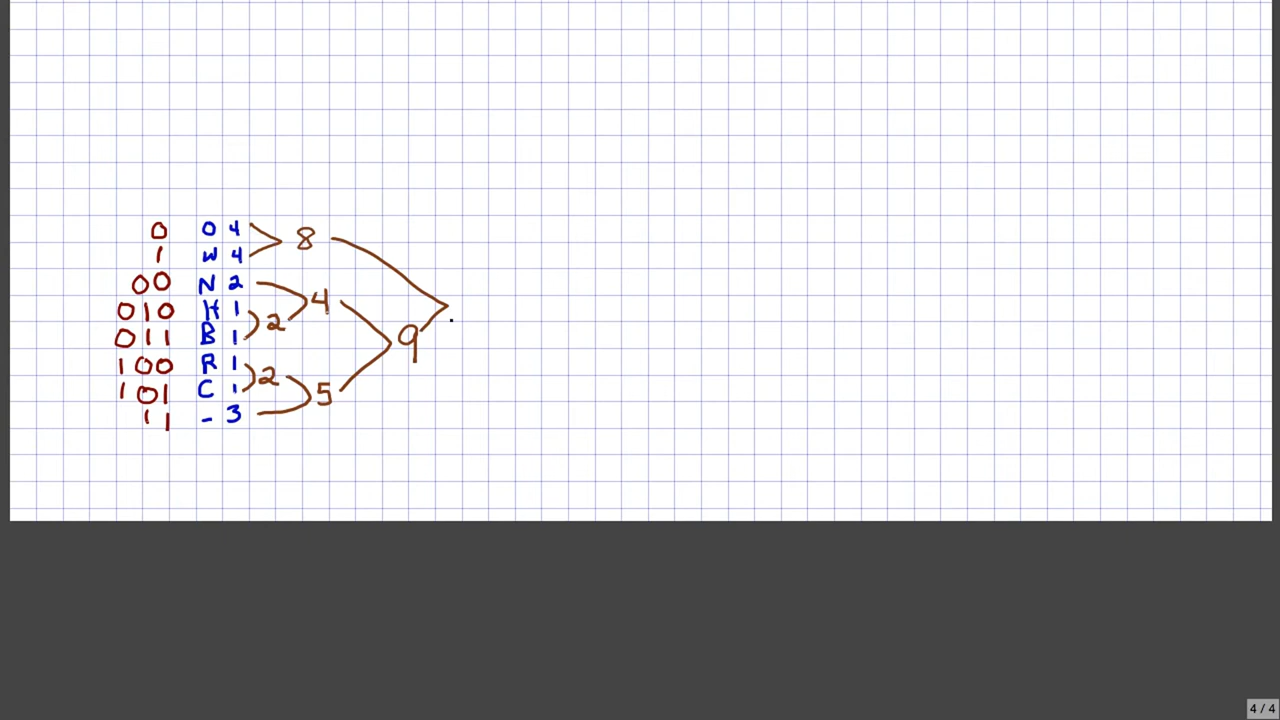 0 O 4 8
1 W 4
00 N 2 4
010 H 1
011 B 1 2 9
100 R 1 2
101 C 1 5
11 - 3
4 / 4